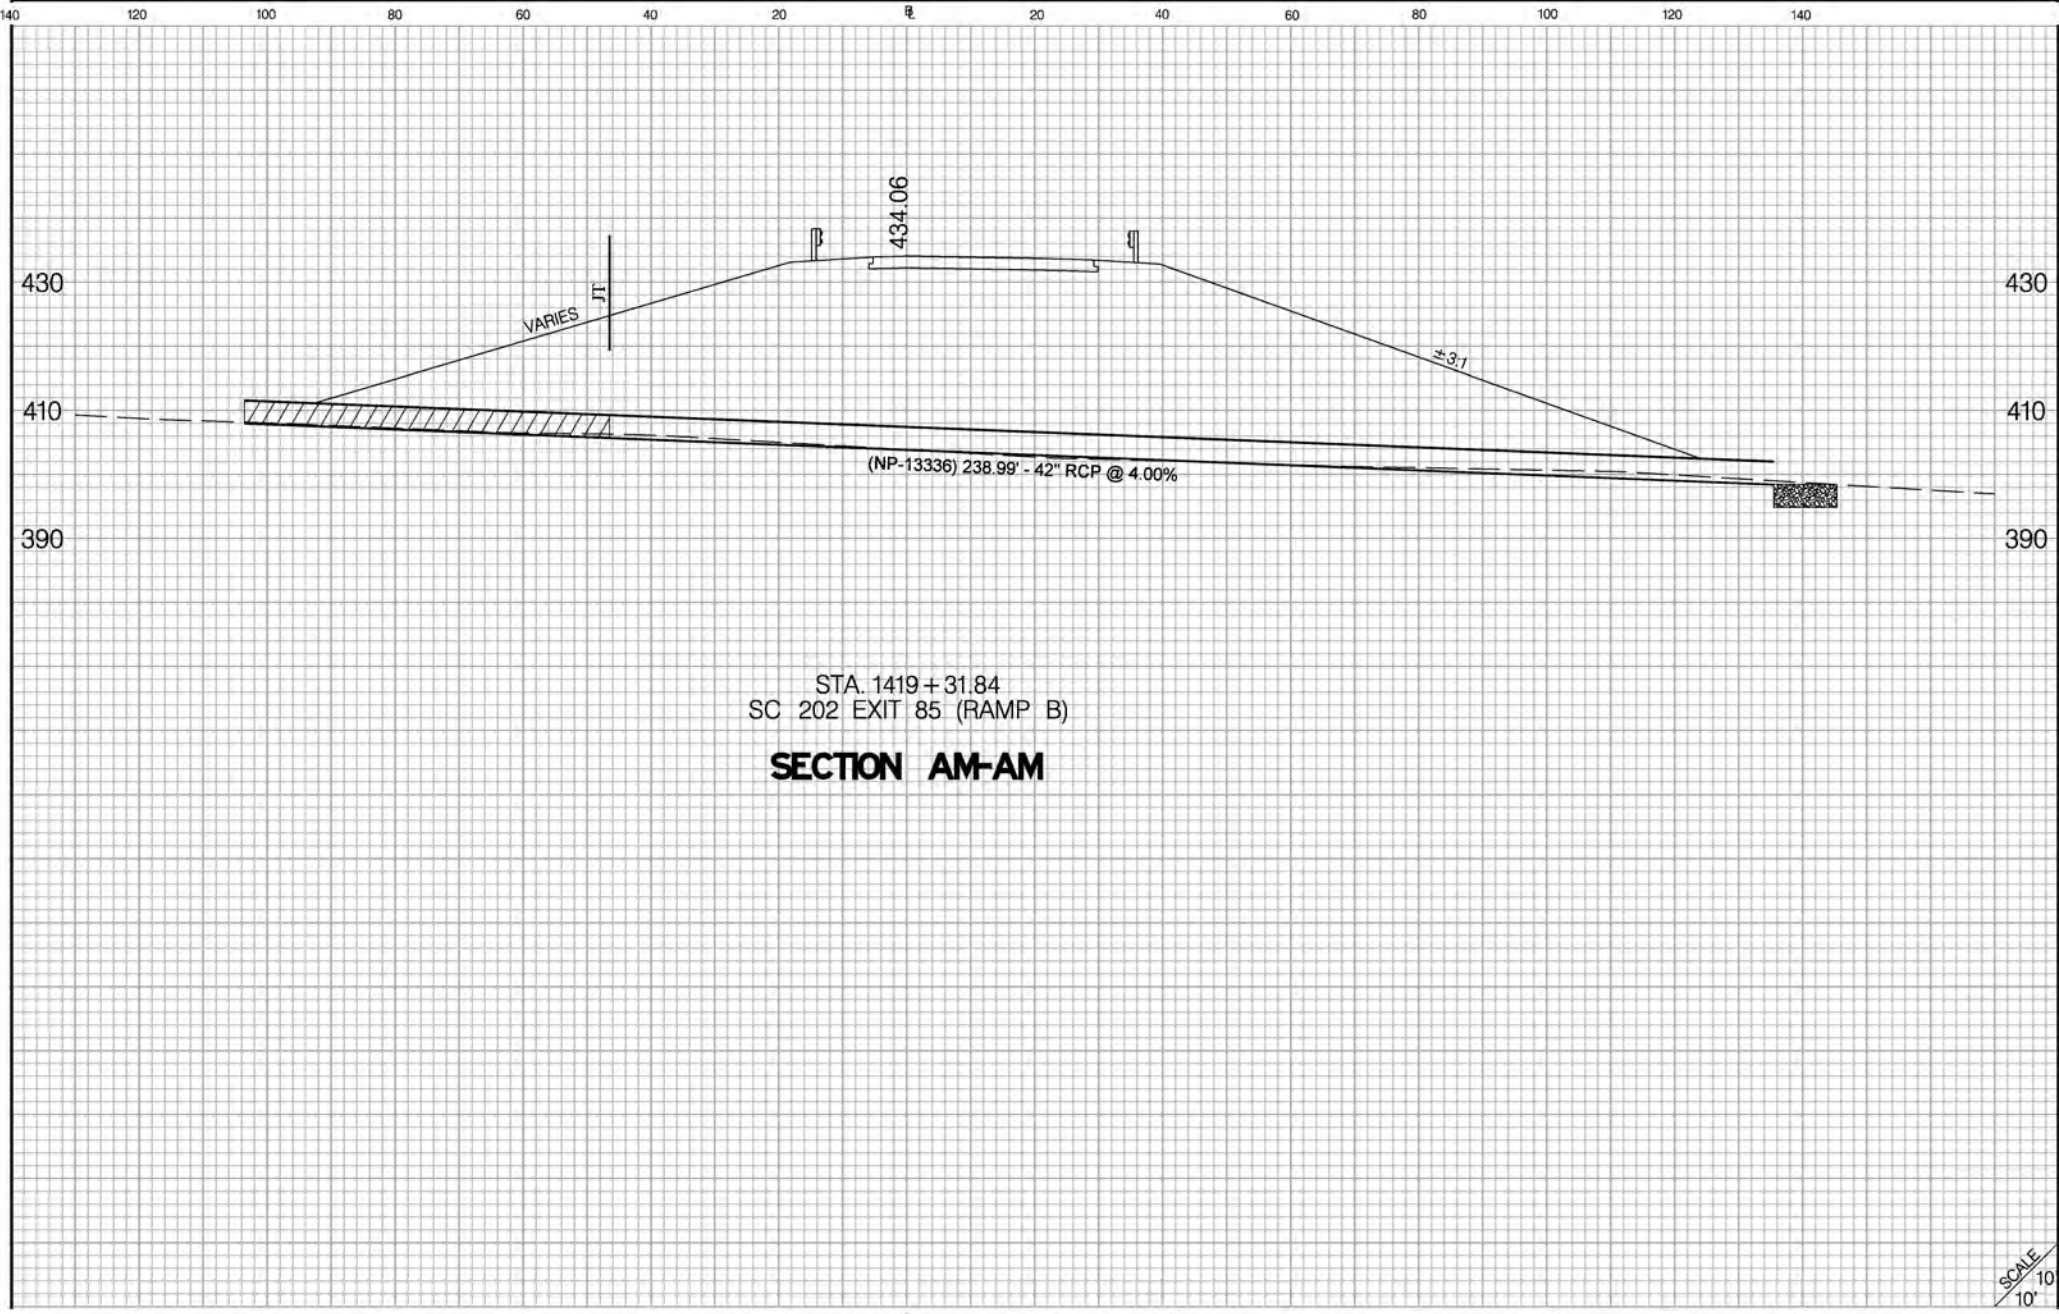 140 120 100 80 60 40 20 BL 20 40 60 80 100 120 140
434.06
430 430
JT
VARIES
±3:1
410 410
(NP-13336) 238.99' - 42" RCP @ 4.00%
390 390
STA. 1419+31.84
SC 202 EXIT 85 (RAMP B)
SECTION AM-AM
SCALE
10
10'